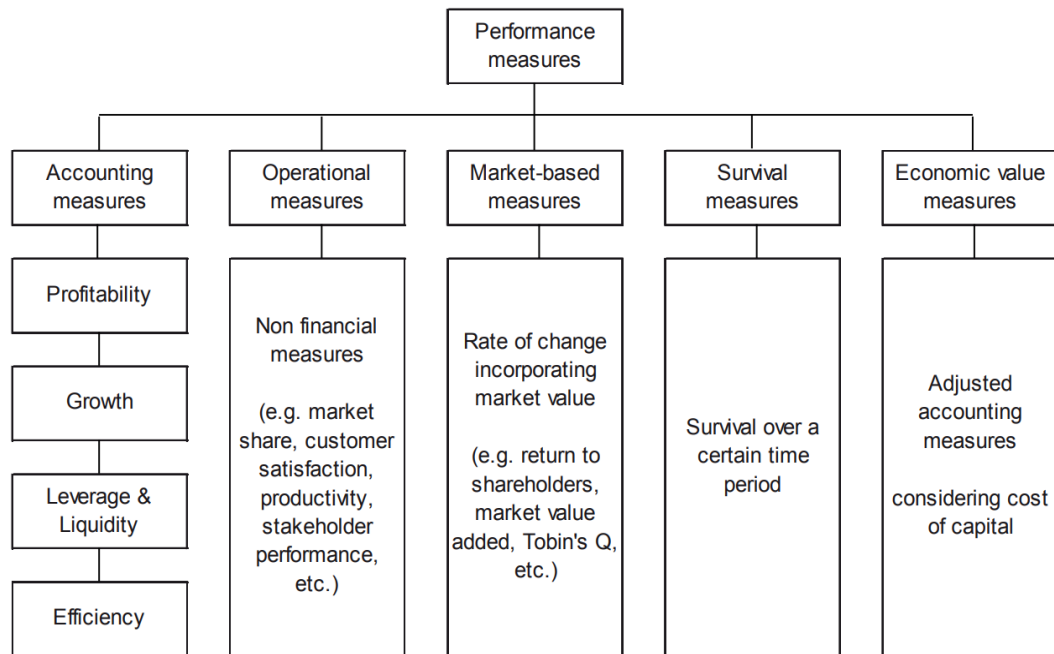 Performance
measures
Accounting
measures
Operational
measures
Market-based
measures
Survival
measures
Economic value
measures
Profitability
Growth
Leverage &
Liquidity
Efficiency
Non financial
measures
(e.g. market
share, customer
satisfaction,
productivity,
stakeholder
performance,
etc.)
Rate of change
incorporating
market value
(e.g. return to
shareholders,
market value
added, Tobin's Q,
etc.)
Survival over a
certain time
period
Adjusted
accounting
measures
considering cost
of capital